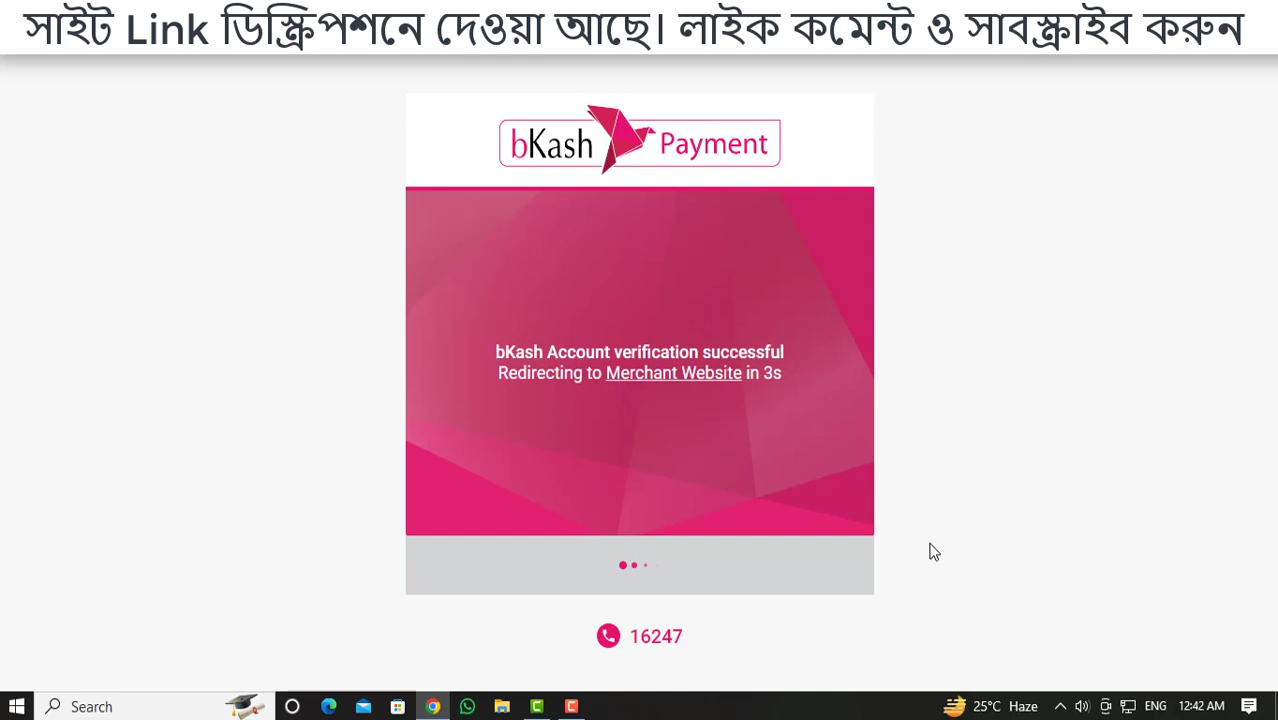 সাইট Link ডিস্ক্রিপশনে দেওয়া আছে। লাইক কমেন্ট ও সাবস্ক্রাইব করুন
bKash Payment
bKash Account verification successful
Redirecting to Merchant Website in 3s
16247
Search
25°C Haze
ENG
12:42 AM